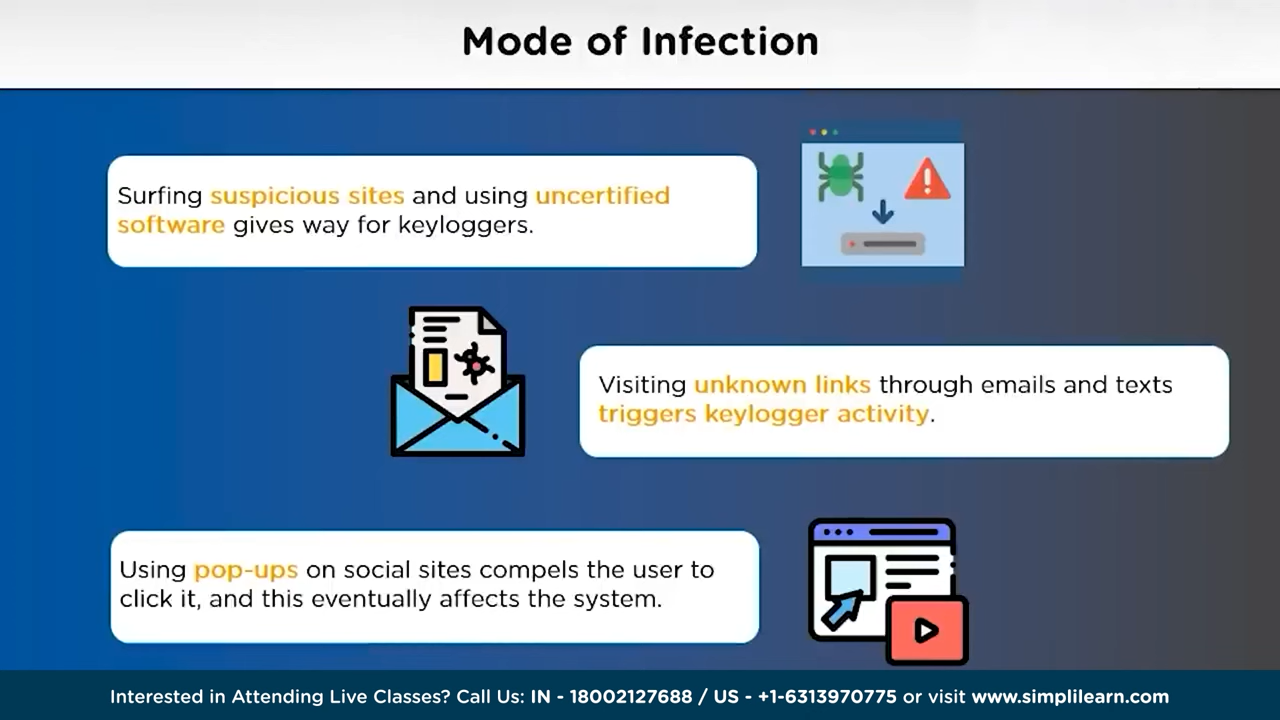 Mode of Infection
Surfing suspicious sites and using uncertified
software gives way for keyloggers.
Visiting unknown links through emails and texts
triggers keylogger activity.
Using pop-ups on social sites compels the user to
click it, and this eventually affects the system.
Interested in Attending Live Classes? Call Us: IN - 18002127688 / US - +1-6313970775 or visit www.simplilearn.com